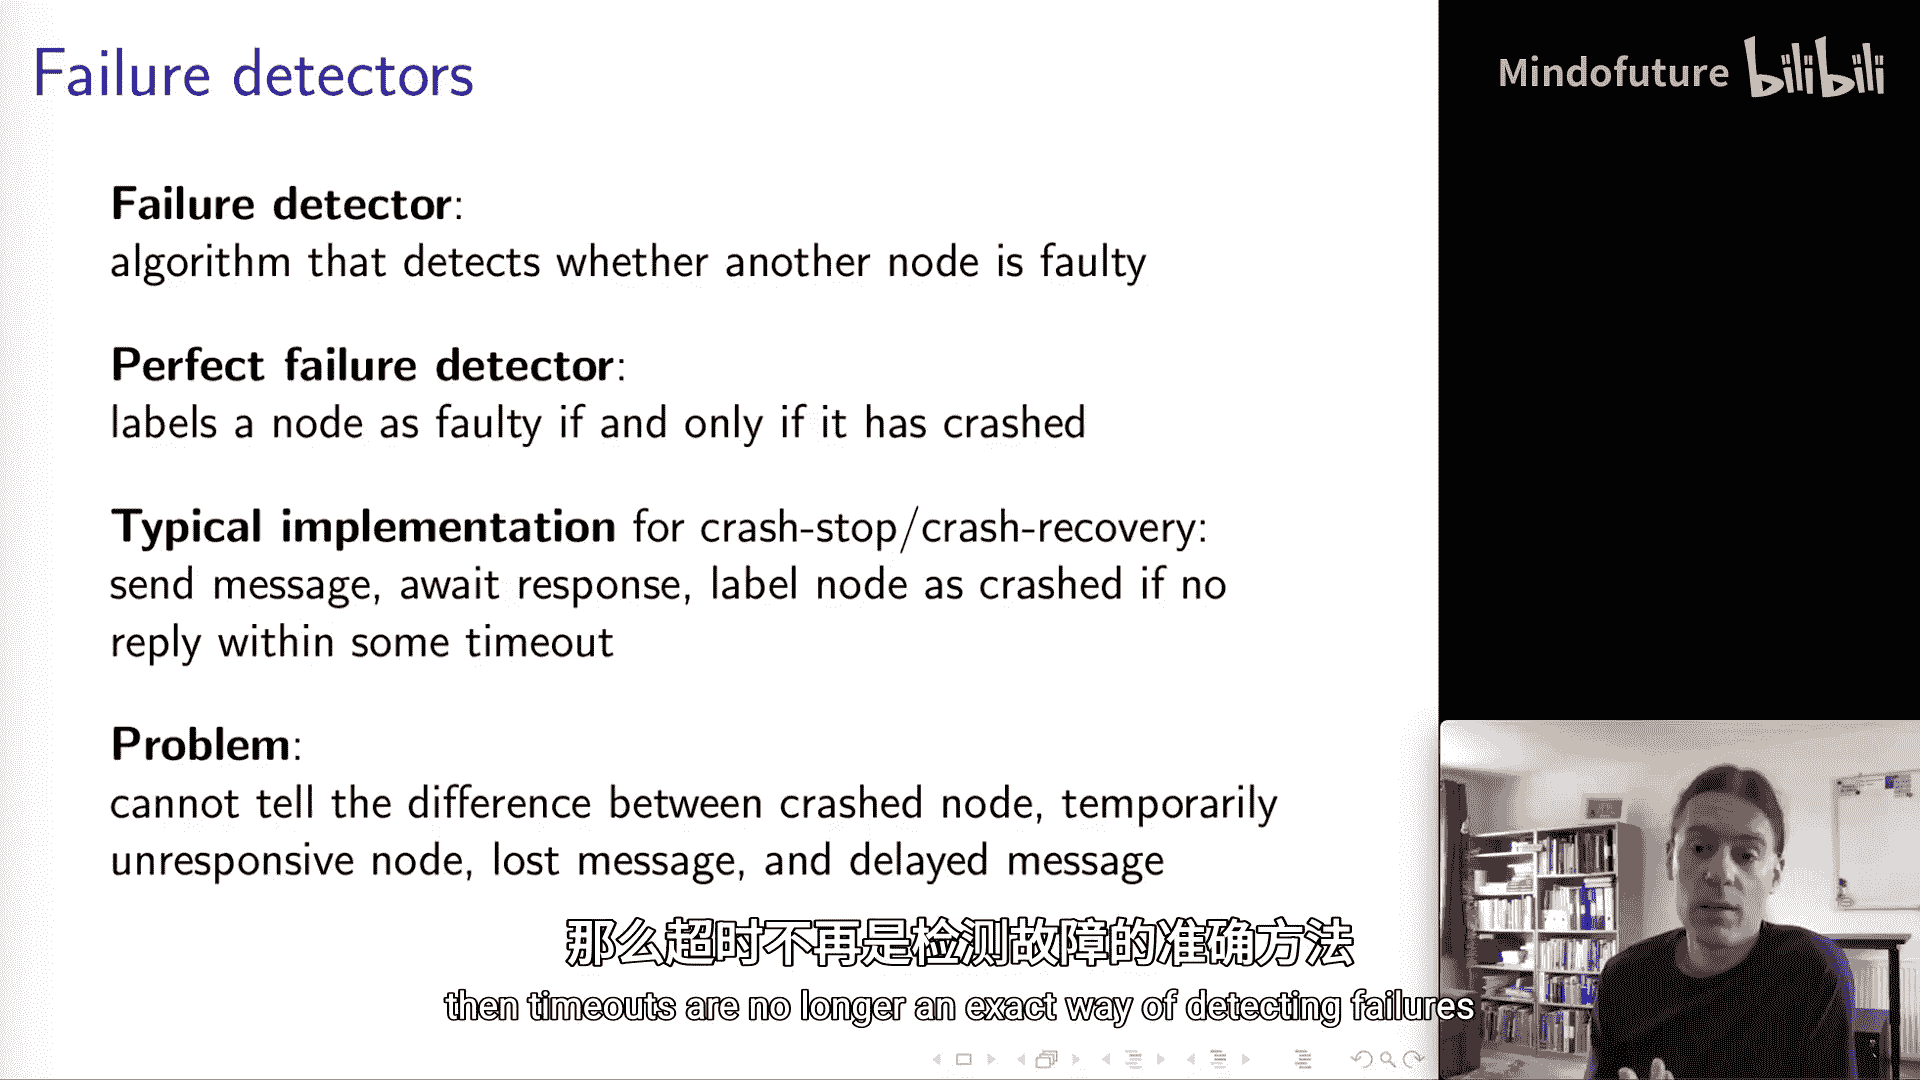 Failure detectors
Mindofuture bilibili
Failure detector:
algorithm that detects whether another node is faulty
Perfect failure detector:
labels a node as faulty if and only if it has crashed
Typical implementation for crash-stop/crash-recovery:
send message, await response, label node as crashed if no
reply within some timeout
Problem:
cannot tell the difference between crashed node, temporarily
unresponsive node, lost message, and delayed message
那么超时不再是检测故障的准确方法
then timeouts are no longer an exact way of detecting failures